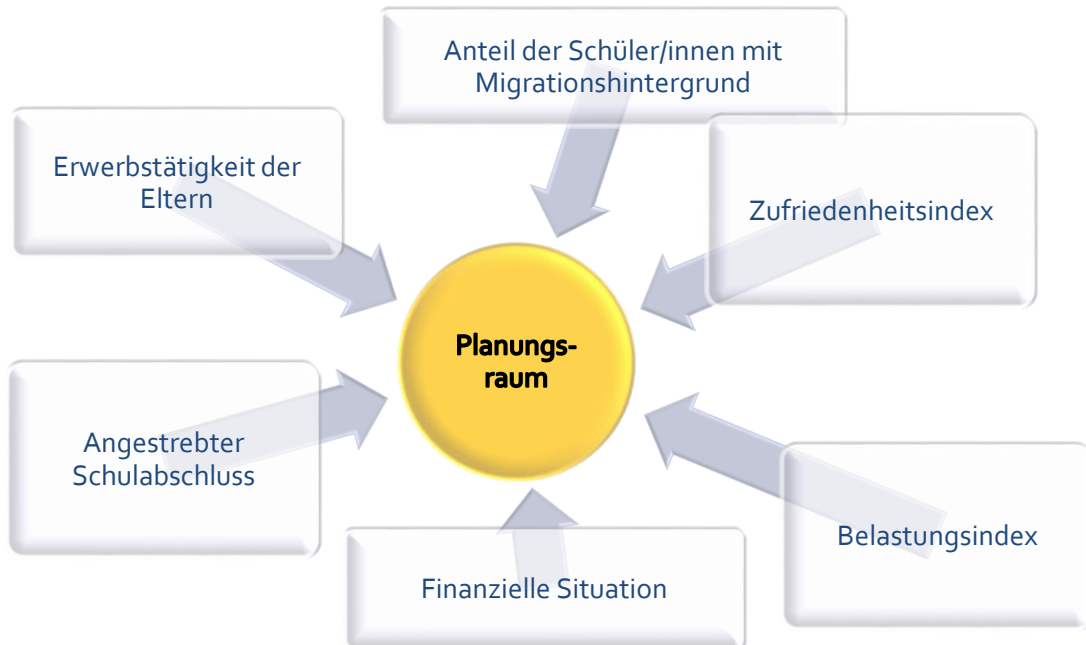 Anteil der Schüler/innen mit
Migrationshintergrund
Erwerbstätigkeit der
Eltern
Zufriedenheitsindex
Planungs-
raum
Angestrebter
Schulabschluss
Belastungsindex
Finanzielle Situation